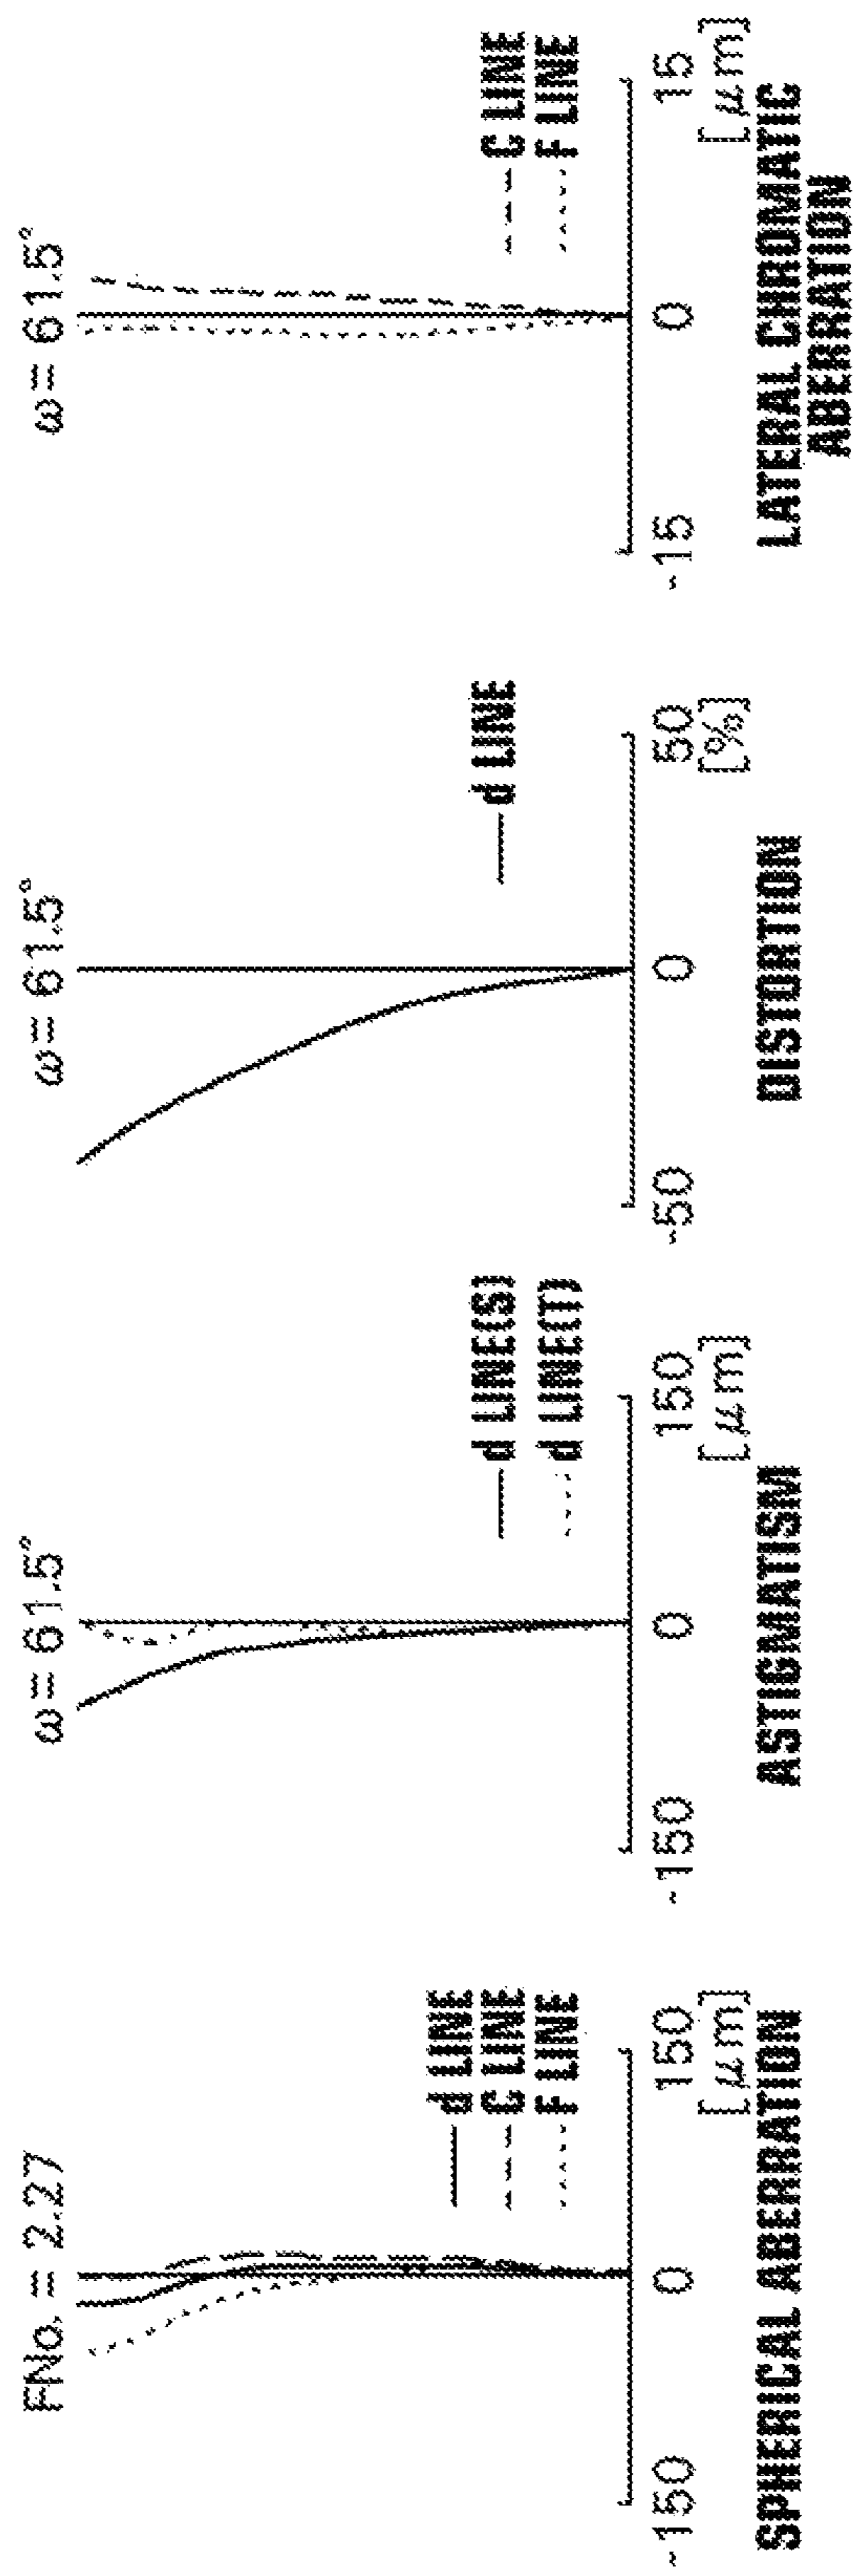 FNo. = 2.27
d LINE
C LINE
F LINE
-150
0
150
[μm]
SPHERICAL ABERRATION
ω= 61.5°
d LINE(S)
d LINE(T)
-150
0
150
[μm]
ASTIGMATISM
ω= 61.5°
d LINE
-50
0
50
[%]
DISTORTION
ω= 61.5°
C LINE
F LINE
-15
0
15
[μm]
LATERAL CHROMATIC
ABERRATION